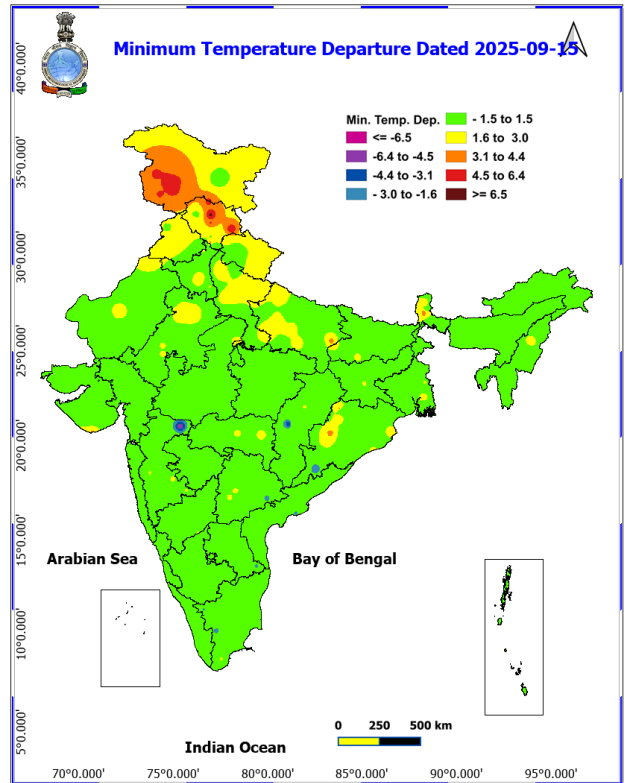 Minimum Temperature Departure Dated 2025-09-15
Min. Temp. Dep.
<= -6.5
-6.4 to -4.5
-4.4 to -3.1
- 3.0 to -1.6
- 1.5 to 1.5
1.6 to 3.0
3.1 to 4.4
4.5 to 6.4
>= 6.5
40°0.000'
35°0.000'
30°0.000'
25°0.000'
20°0.000'
15°0.000'
10°0.000'
5°0.000'
Arabian Sea
Bay of Bengal
Indian Ocean
0 250 500 km
70°0.000' 75°0.000' 80°0.000' 85°0.000' 90°0.000' 95°0.000'